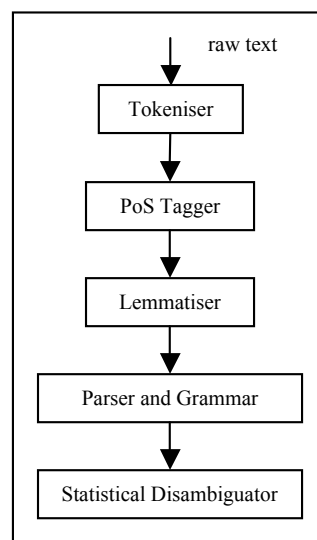 raw text
Tokeniser
PoS Tagger
Lemmatiser
Parser and Grammar
Statistical Disambiguator